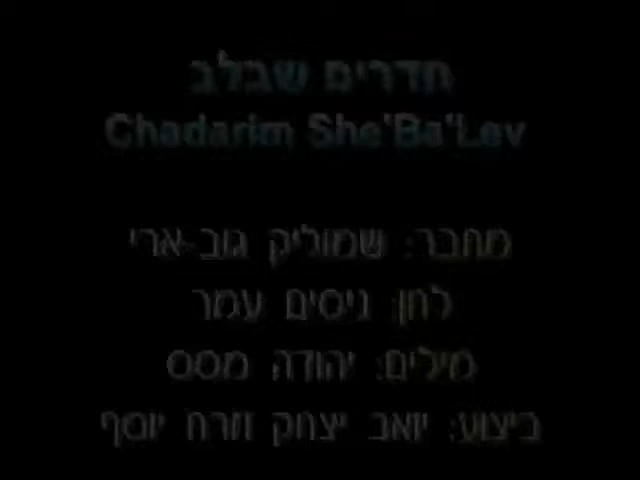 חדרים שבלב
Chadarim She'Ba'Lev
מחבר: שמוליק גוב-ארי
לחן: ניסים עמר
מילים: יהודה מסס
ביצוע: יואב יצחק וזרח יוסף